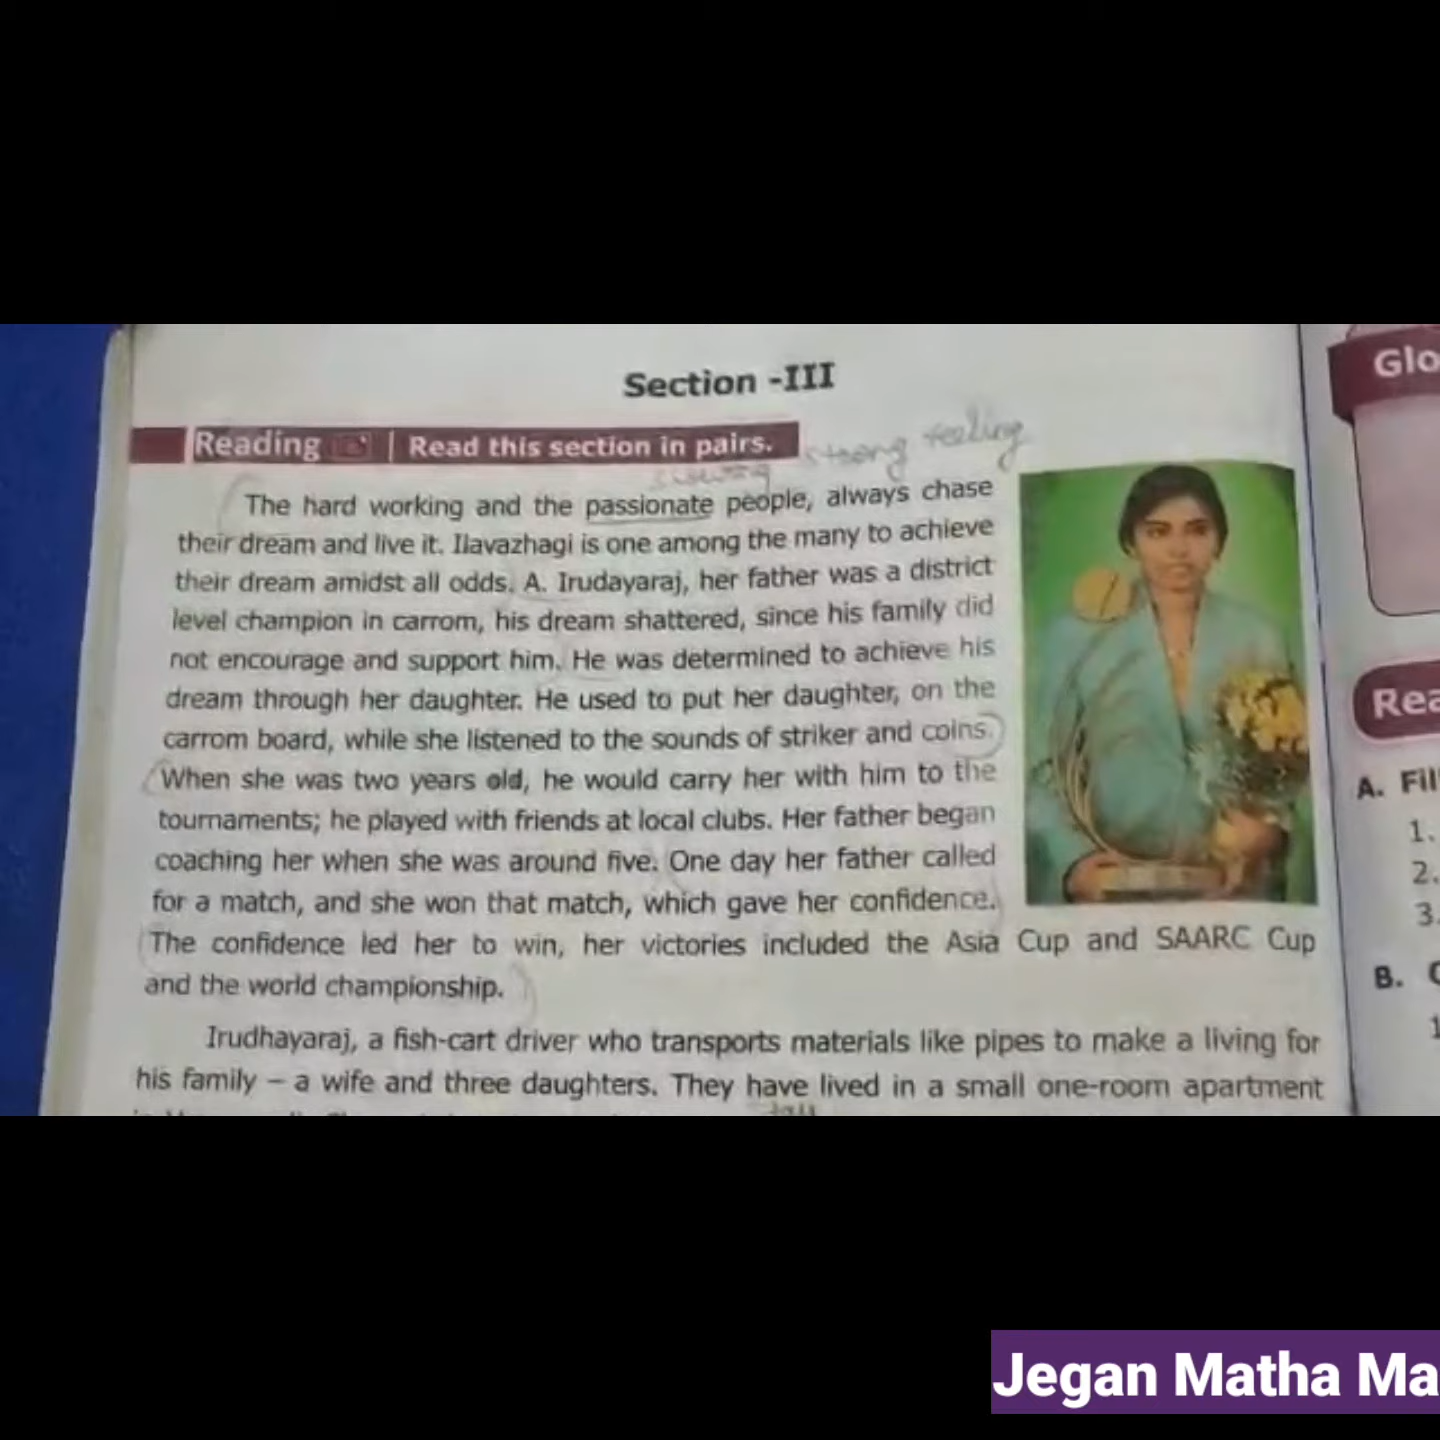 Section -III
Reading | Read this section in pairs.
strong feeling
The hard working and the passionate people, always chase
their dream and live it. Ilavazhagi is one among the many to achieve
their dream amidst all odds. A. Irudayaraj, her father was a district
level champion in carrom, his dream shattered, since his family did
not encourage and support him. He was determined to achieve his
dream through her daughter. He used to put her daughter, on the
carrom board, while she listened to the sounds of striker and coins.
When she was two years old, he would carry her with him to the
tournaments; he played with friends at local clubs. Her father began
coaching her when she was around five. One day her father called
for a match, and she won that match, which gave her confidence.
The confidence led her to win, her victories included the Asia Cup and SAARC Cup
and the world championship.
Irudhayaraj, a fish-cart driver who transports materials like pipes to make a living for
his family – a wife and three daughters. They have lived in a small one-room apartment
Glo
Rea
A. Fil
1.
2.
3.
B.
1
Jegan Matha Ma